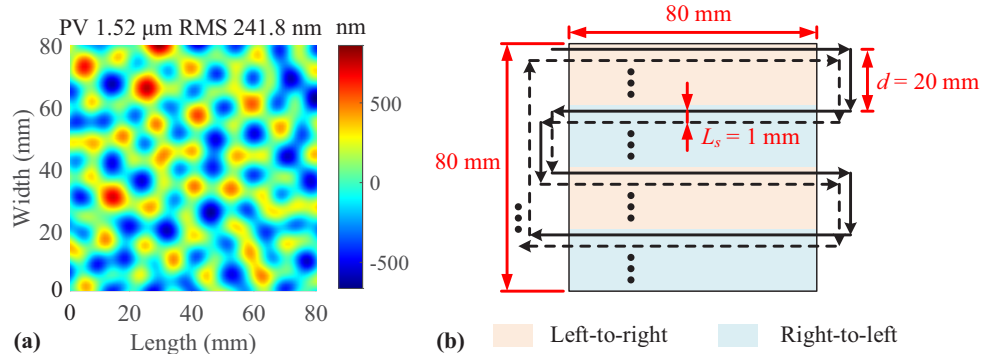 PV 1.52 μm RMS 241.8 nm
nm
80
60
40
20
0
Width (mm)
0 20 40 60 80
Length (mm)
500
0
-500
(a)
80 mm
80 mm
d = 20 mm
Ls = 1 mm
(b)
Left-to-right
Right-to-left